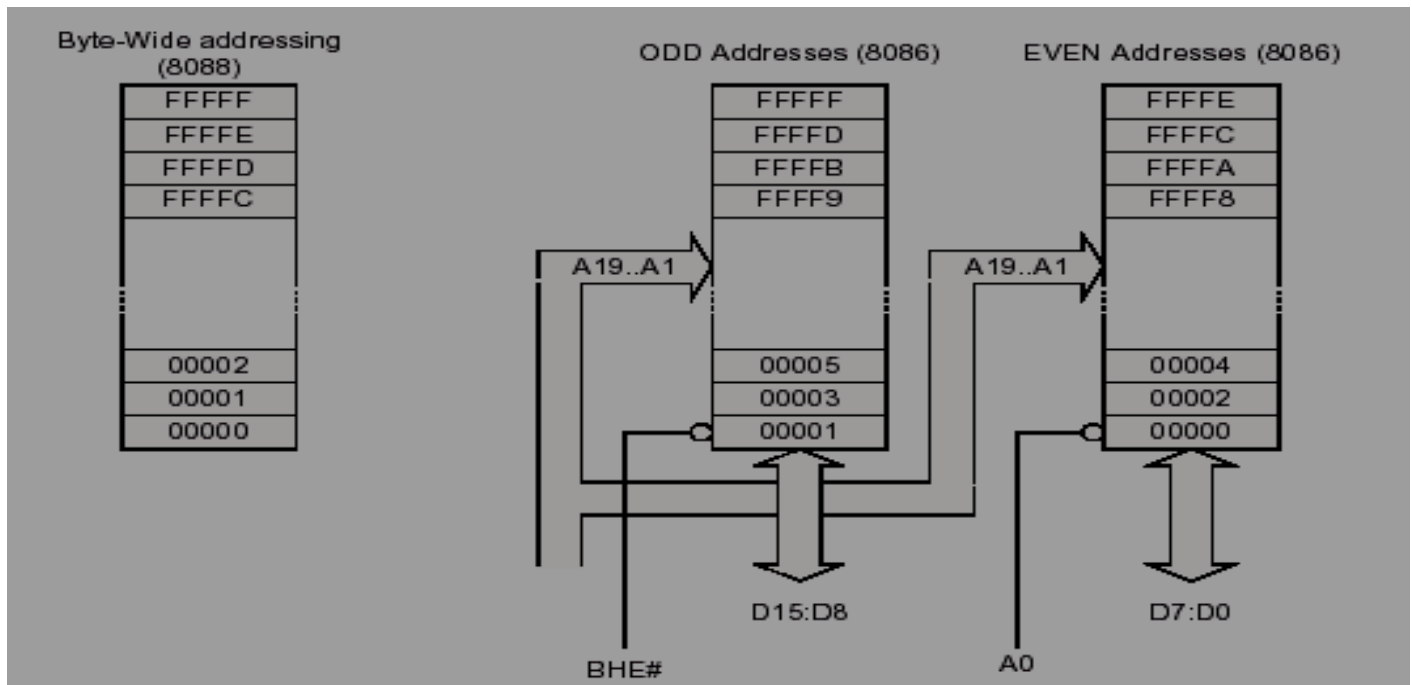 Byte-Wide addressing
(8088)
FFFFF
FFFFE
FFFFD
FFFFC
00002
00001
00000
ODD Addresses (8086)
FFFFF
FFFFD
FFFFB
FFFF9
A19..A1
00005
00003
00001
D15:D8
BHE#
EVEN Addresses (8086)
FFFFE
FFFFC
FFFFA
FFFF8
A19..A1
00004
00002
00000
D7:D0
A0